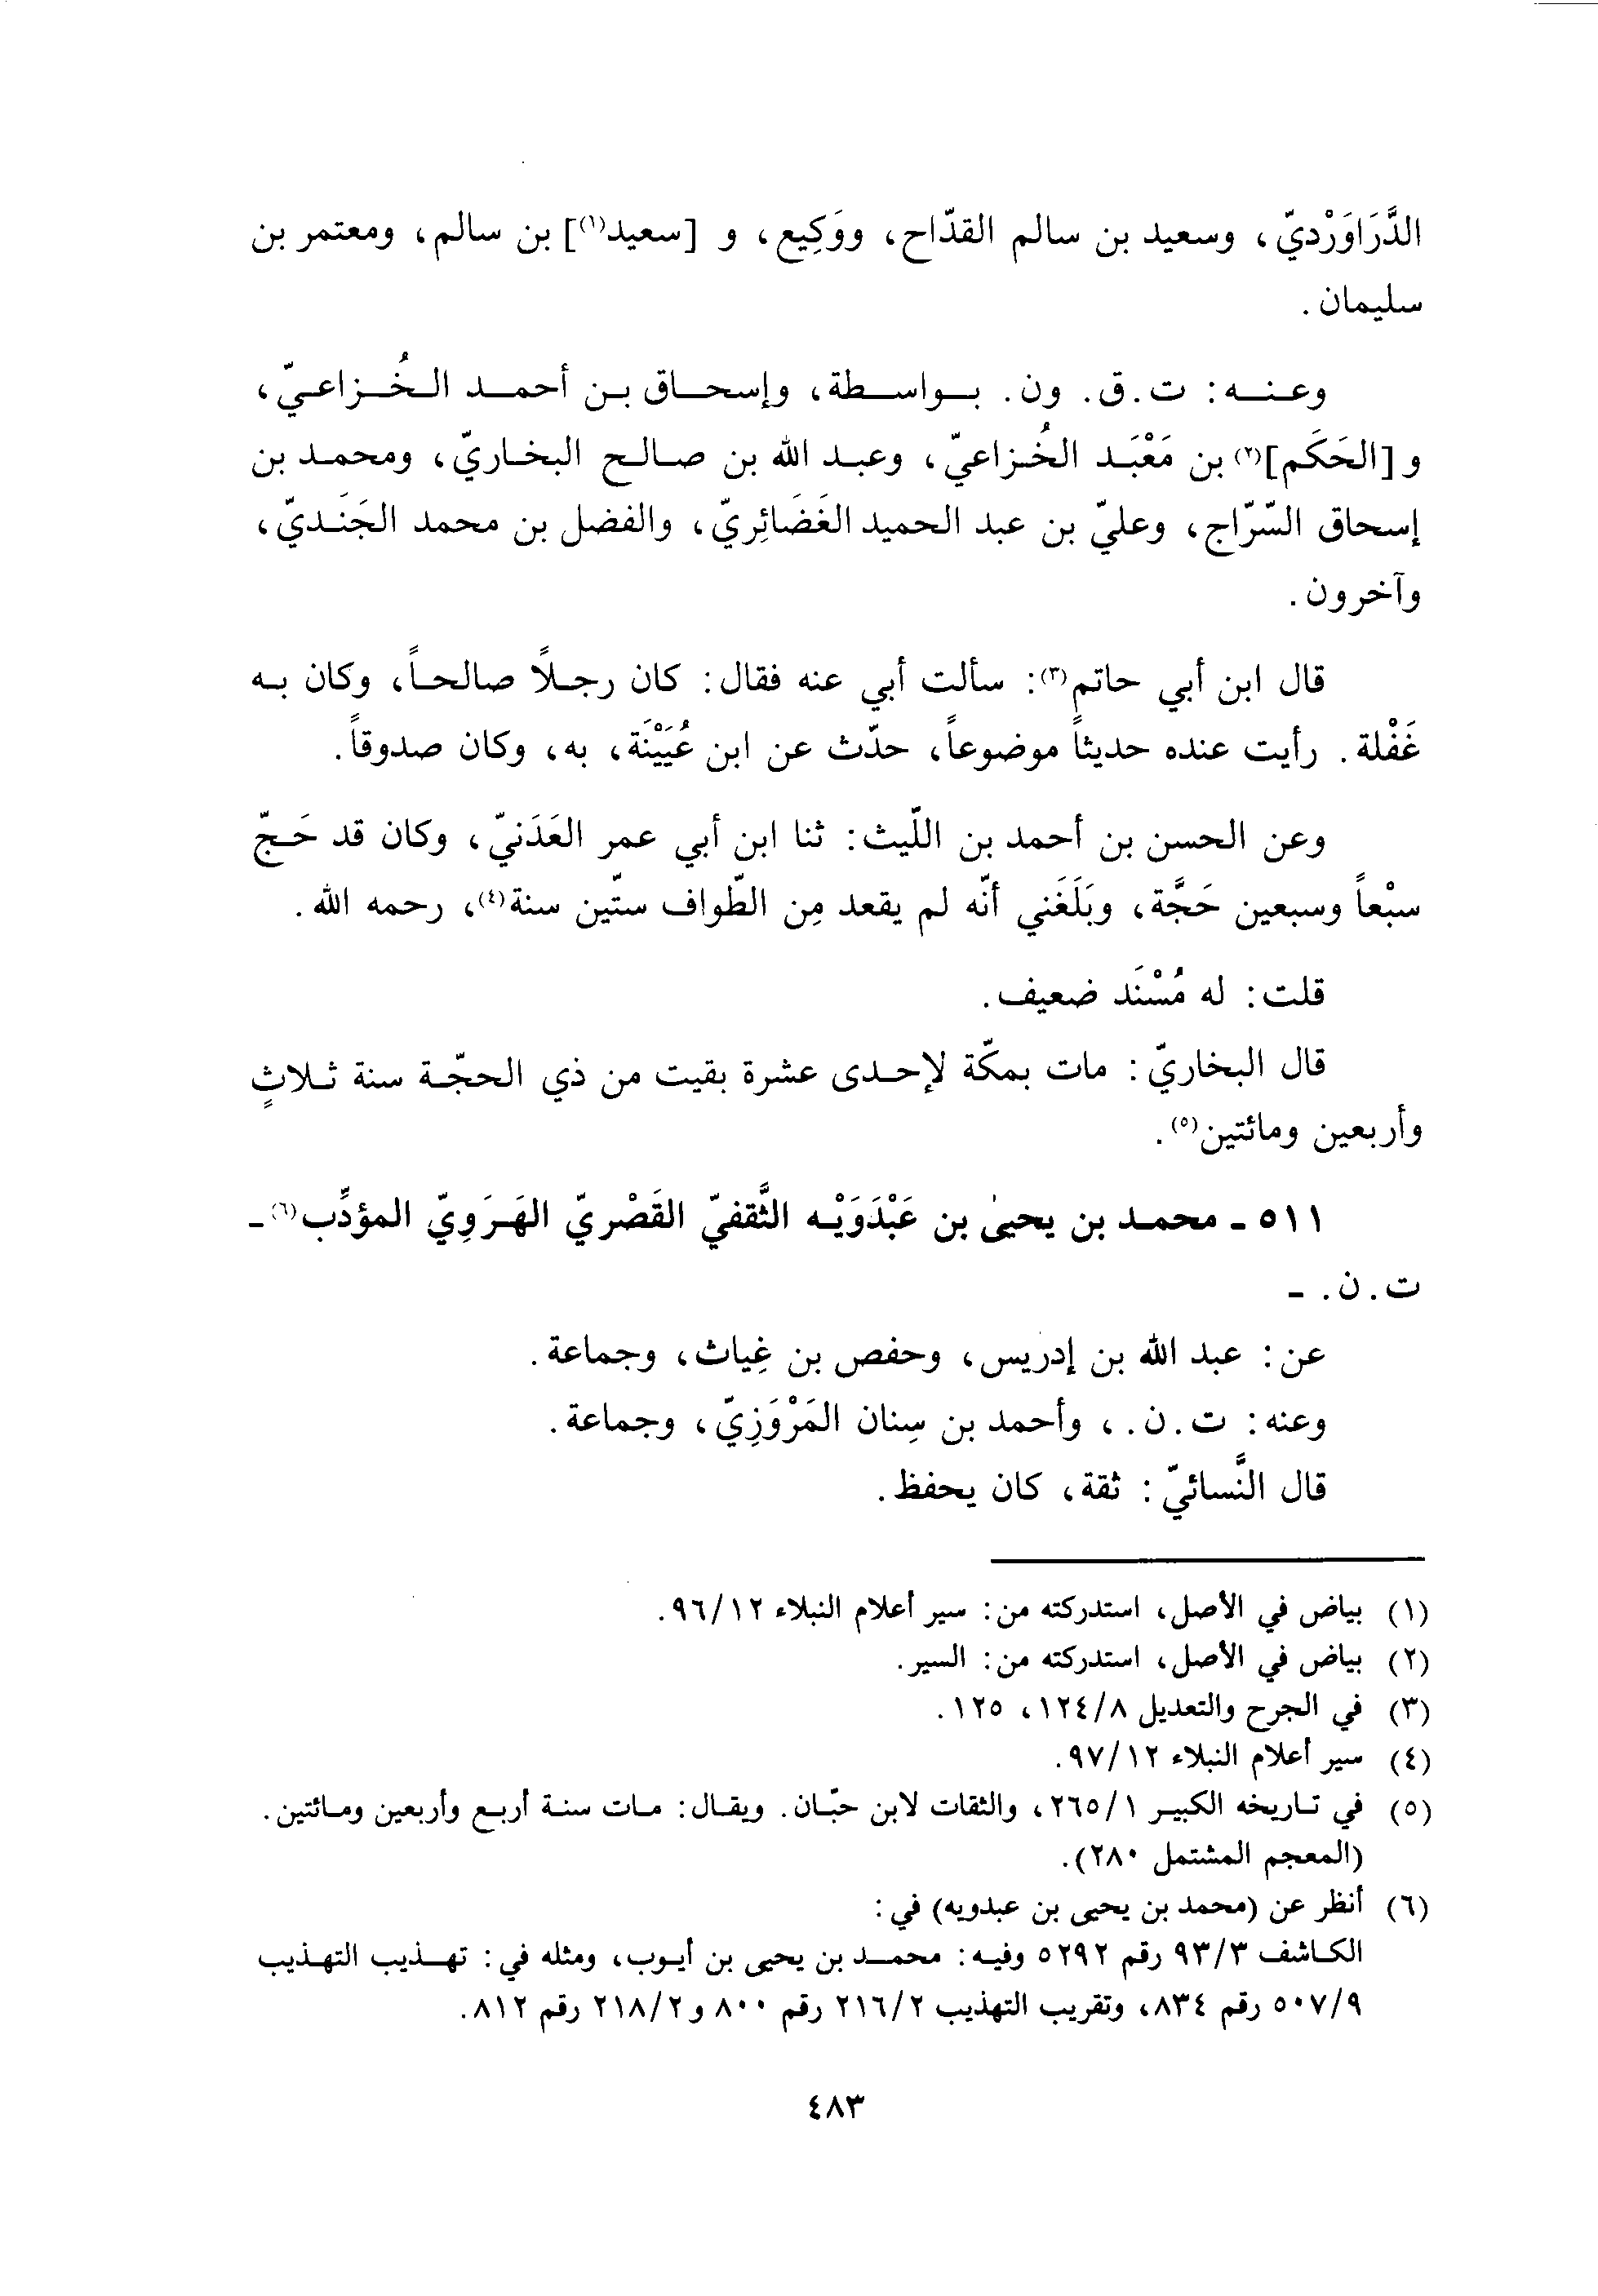 الدَّرَاوَرْديّ، وسعيد بن سالم القدّاح، ووَكِيع، و [سعيد(١)] بن سالم، ومعتمر بن
سليمان.
وعنه: ت. ق. ون. بواسطة، وإسحاق بن أحمد الخُزاعيّ،
و [الحَكَم](٢) بن مَعْبَد الخُزاعيّ، وعبد الله بن صالح البخاريّ، ومحمد بن
إسحاق السّرّاج، وعليّ بن عبد الحميد الغَضَائِريّ، والفضل بن محمد الجَنَديّ،
وآخرون.
قال ابن أبي حاتم(٣): سألت أبي عنه فقال: كان رجلاً صالحاً، وكان به
غَفْلة. رأيت عنده حديثاً موضوعاً، حدّث عن ابن عُيَيْنَة، به، وكان صدوقاً.
وعن الحسن بن أحمد بن اللّيث: ثنا ابن أبي عمر العَدَنيّ، وكان قد حَجّ
سبْعاً وسبعين حَجَّة، وبَلَغَني أنّه لم يقعد مِن الطّواف ستّين سنة(٤)، رحمه الله.
قلت: له مُسْنَد ضعيف.
قال البخاريّ: مات بمكّة لإحدى عشرة بقيت من ذي الحجّة سنة ثلاثٍ
وأربعين ومائتين(٥).
٥١١ - محمد بن يحيىٰ بن عَبْدَوَيْه الثَّقفيّ القَصْريّ الهَرَوِيّ المؤدِّب(٦) -
ت. ن. -
عن: عبد الله بن إدريس، وحفص بن غِياث، وجماعة.
وعنه: ت. ن.، وأحمد بن سِنان المَرْوَزِيّ، وجماعة.
قال النَّسائيّ: ثقة، كان يحفظ.
(١) بياض في الأصل، استدركته من: سير أعلام النبلاء ٩٦/١٢.
(٢) بياض في الأصل، استدركته من: السير.
(٣) في الجرح والتعديل ١٢٤/٨، ١٢٥.
(٤) سير أعلام النبلاء ٩٧/١٢.
(٥) في تاريخه الكبير ٢٦٥/١، والثقات لابن حبّان. ويقال: مات سنة أربع وأربعين ومائتين.
(المعجم المشتمل ٢٨٠).
(٦) أنظر عن (محمد بن يحيى بن عبدويه) في:
الكاشف ٩٣/٣ رقم ٥٢٩٢ وفيه: محمد بن يحيى بن أيوب، ومثله في: تهذيب التهذيب
٥٠٧/٩ رقم ٨٣٤، وتقريب التهذيب ٢١٦/٢ رقم ٨٠٠ و٢١٨/٢ رقم ٨١٢.
٤٨٣